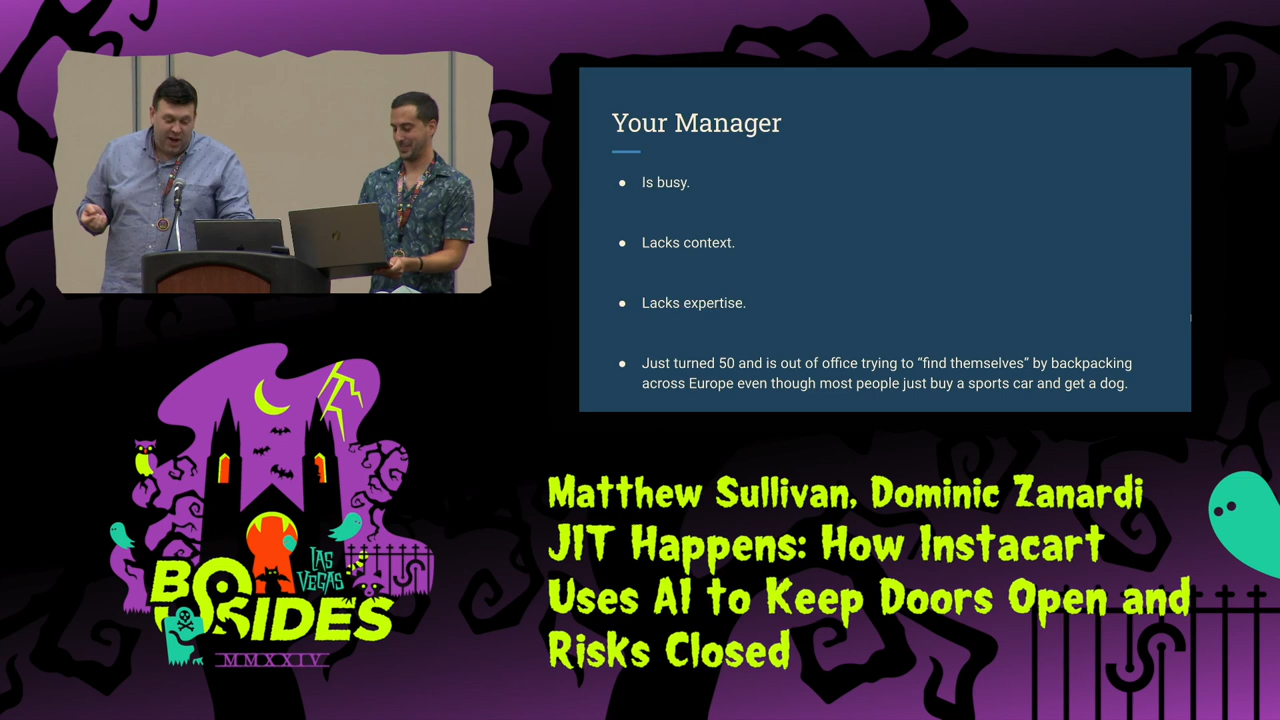 Your Manager
● Is busy.
● Lacks context.
● Lacks expertise.
● Just turned 50 and is out of office trying to “find themselves” by backpacking
across Europe even though most people just buy a sports car and get a dog.
LAS
VEGAS
BSIDES
MMXXIV
Matthew Sullivan, Dominic Zanardi
JIT Happens: How Instacart
Uses AI to Keep Doors Open and
Risks Closed